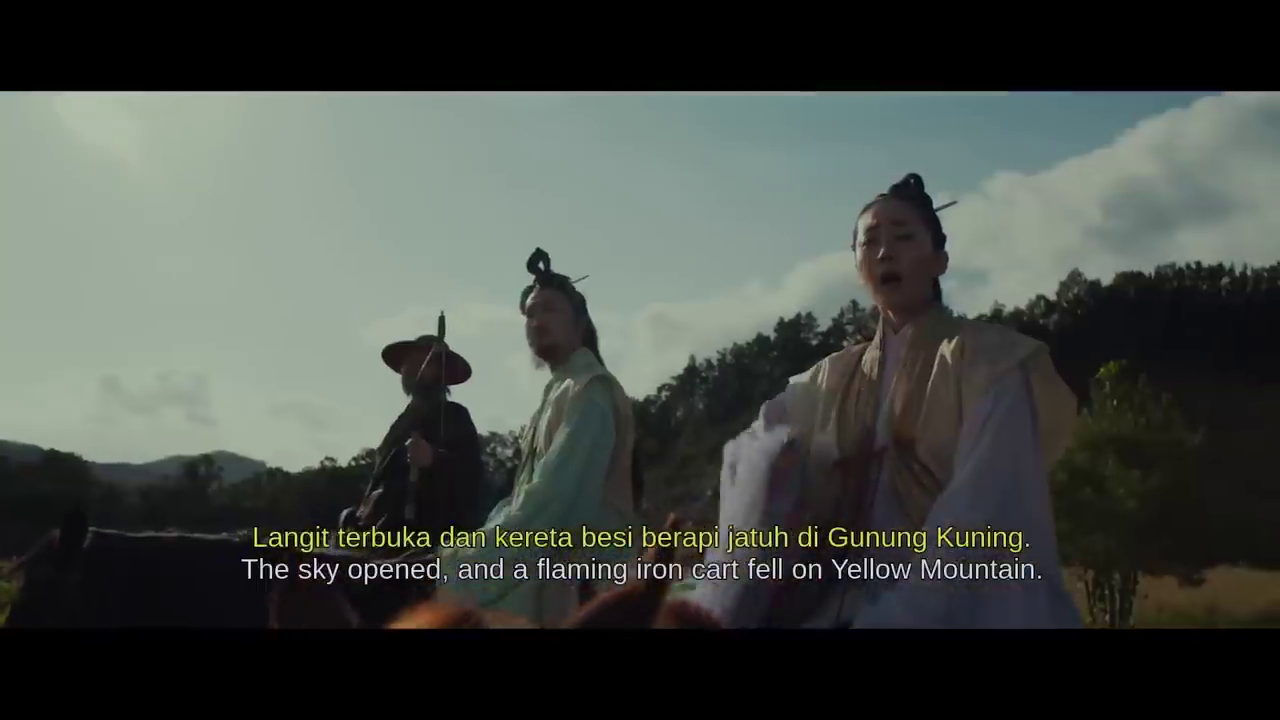 Langit terbuka dan kereta besi berapi jatuh di Gunung Kuning.
The sky opened, and a flaming iron cart fell on Yellow Mountain.